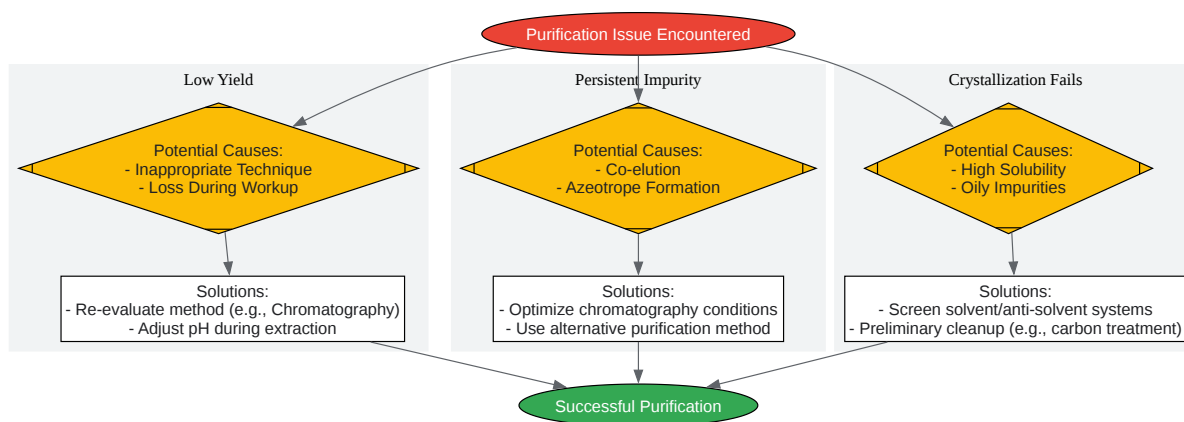 Purification Issue Encountered
Low Yield
Persistent Impurity
Crystallization Fails
Potential Causes:
- Inappropriate Technique
- Loss During Workup
Potential Causes:
- Co-elution
- Azeotrope Formation
Potential Causes:
- High Solubility
- Oily Impurities
Solutions:
- Re-evaluate method (e.g., Chromatography)
- Adjust pH during extraction
Solutions:
- Optimize chromatography conditions
- Use alternative purification method
Solutions:
- Screen solvent/anti-solvent systems
- Preliminary cleanup (e.g., carbon treatment)
Successful Purification